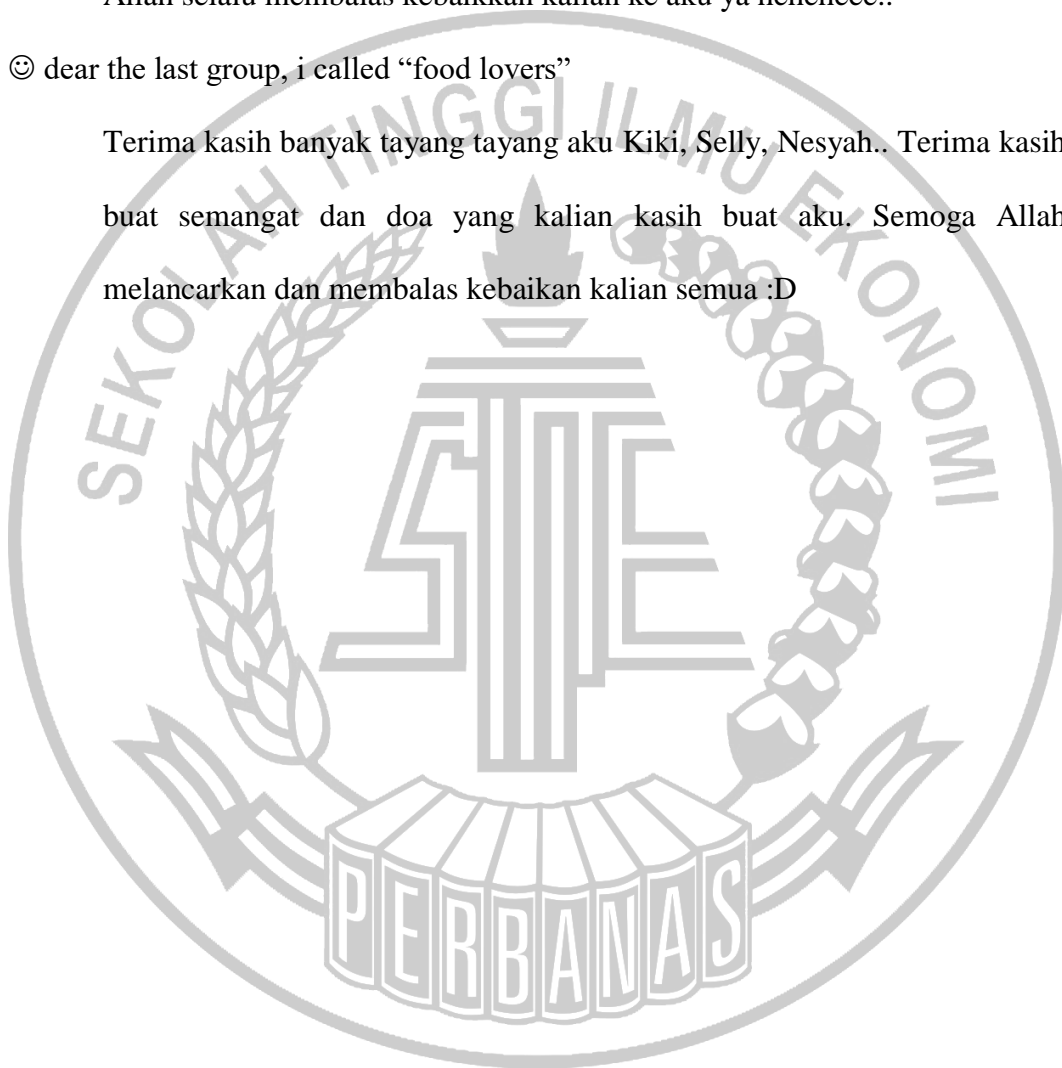 Allah selalu membalas kebaikkan kalian ke aku ya heheheee..
☺ dear the last group, i called “food lovers”
Terima kasih banyak tayang tayang aku Kiki, Selly, Nesyah.. Terima kasih
buat semangat dan doa yang kalian kasih buat aku. Semoga Allah
melancarkan dan membalas kebaikan kalian semua :D
SEKOLAH TINGGI ILMU EKONOMI
STIE
PERBANAS